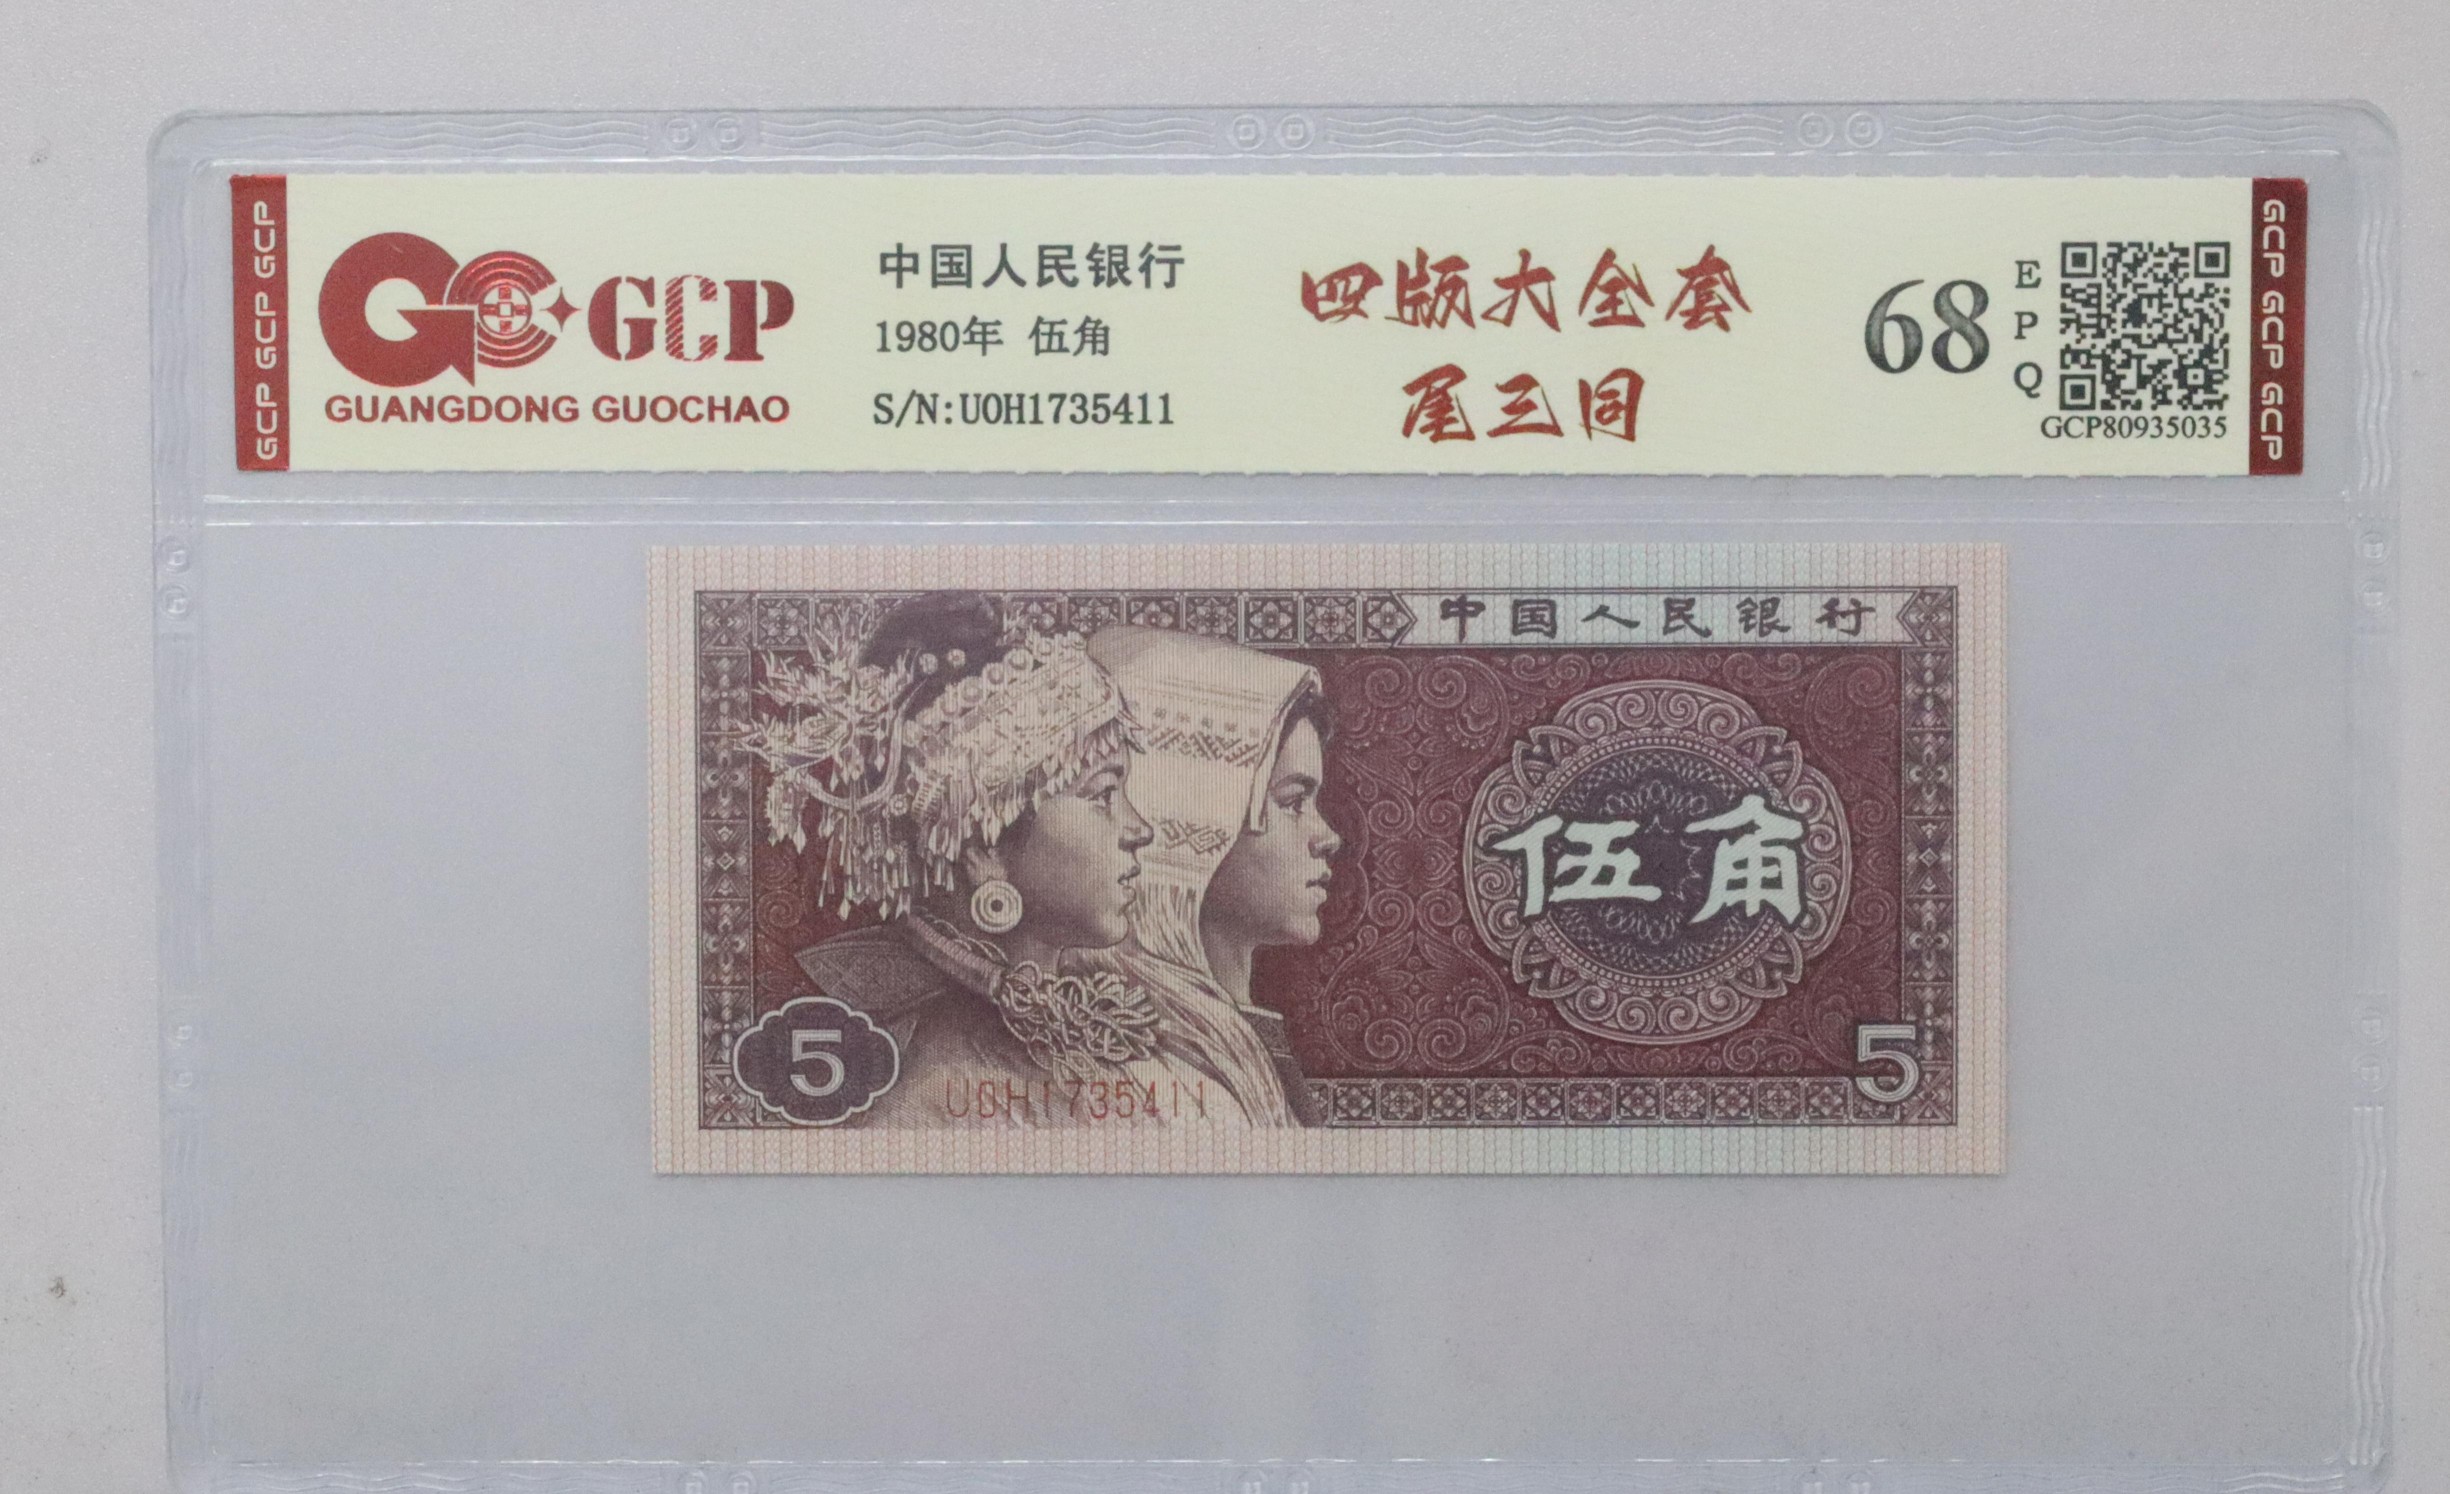 GCP GCP GCP
GCP
GUANGDONG GUOCHAO
中国人民银行
1980年 伍角
S/N:U0H1735411
四版大全套
尾三同
68
E
P
Q
GCP80935035
GCP GCP GCP
中国人民银行
伍角
5
U0H1735411
5